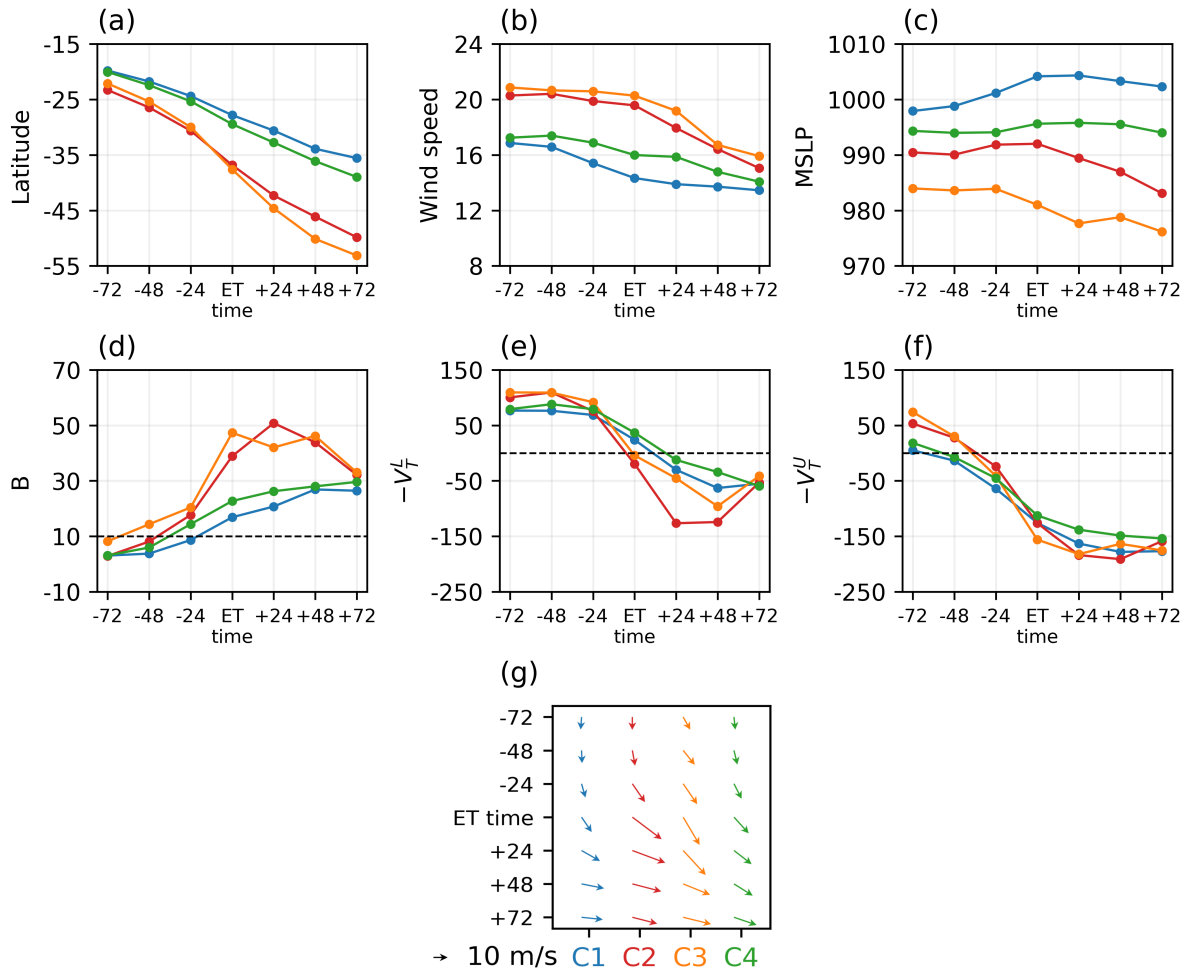 (a)
-15
-25
-35
-45
-55
Latitude
-72 -48 -24 ET +24 +48 +72
time
(b)
24
20
16
12
8
Wind speed
-72 -48 -24 ET +24 +48 +72
time
(c)
1010
1000
990
980
970
MSLP
-72 -48 -24 ET +24 +48 +72
time
(d)
70
50
30
10
-10
B
-72 -48 -24 ET +24 +48 +72
time
(e)
150
50
-50
-150
-250
−V_T^L
-72 -48 -24 ET +24 +48 +72
time
(f)
150
50
-50
-150
-250
−V_T^U
-72 -48 -24 ET +24 +48 +72
time
(g)
-72
-48
-24
ET time
+24
+48
+72
10 m/s C1 C2 C3 C4